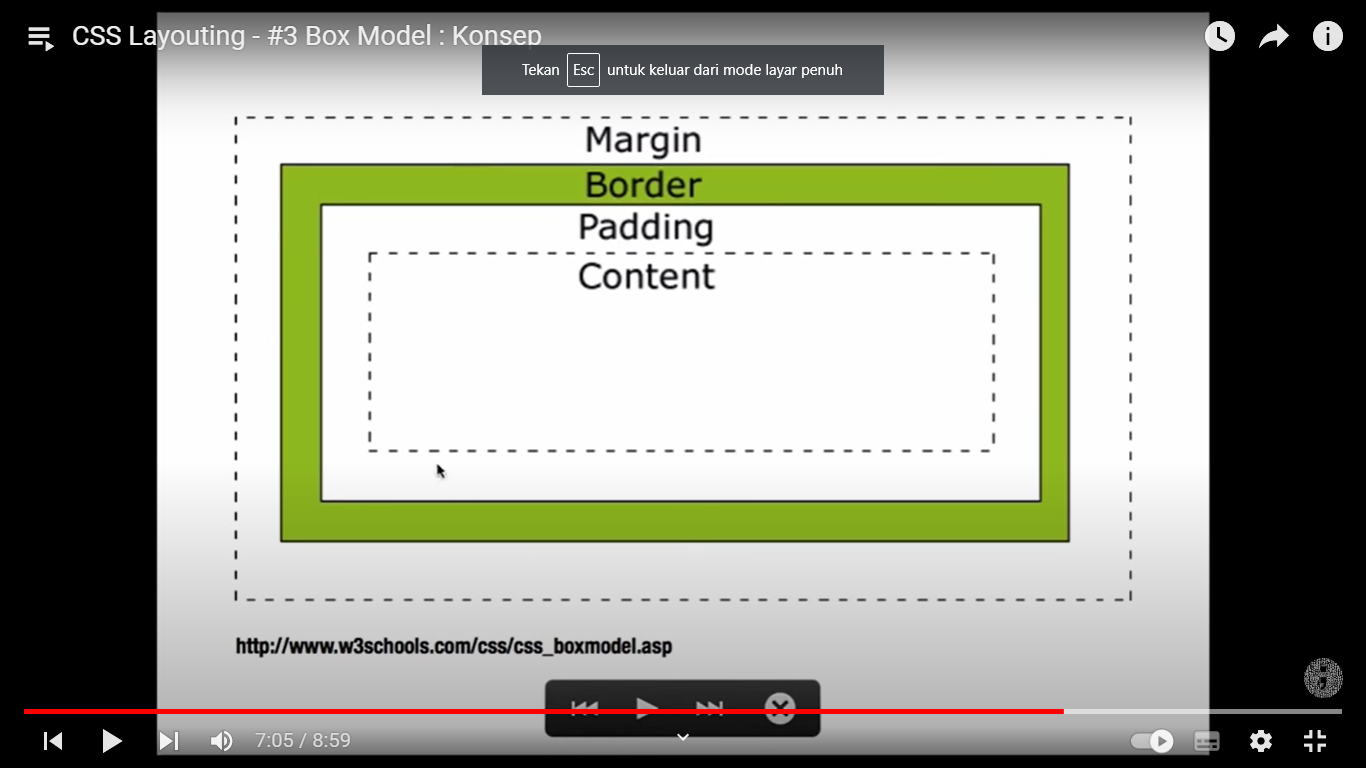 CSS Layouting - #3 Box Model : Konsep
Tekan Esc untuk keluar dari mode layar penuh
Margin
Border
Padding
Content
http://www.w3schools.com/css/css_boxmodel.asp
7:05 / 8:59